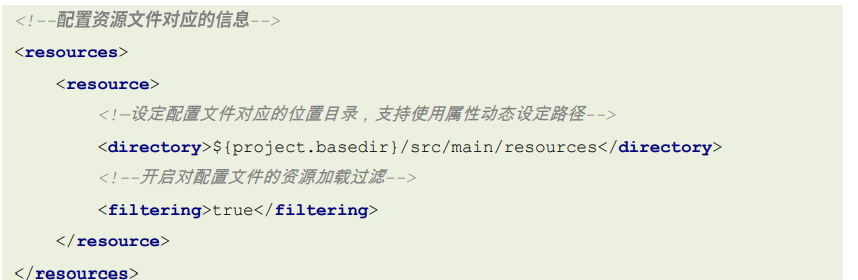 <!--配置资源文件对应的信息-->
<resources>
<resource>
<!—设定配置文件对应的位置目录，支持使用属性动态设定路径-->
<directory>${project.basedir}/src/main/resources</directory>
<!--开启对配置文件的资源加载过滤-->
<filtering>true</filtering>
</resource>
</resources>